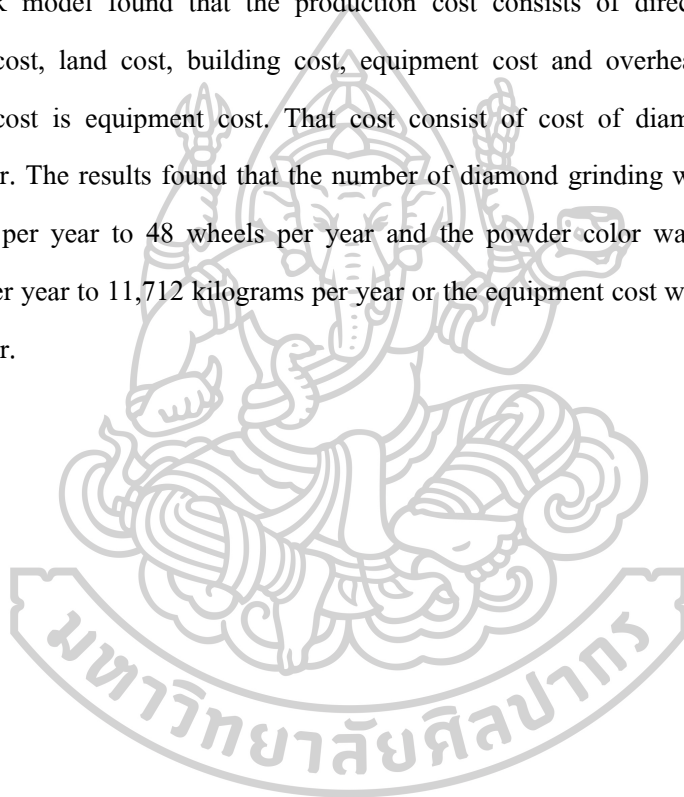 model found that the production cost consists of direc
cost, land cost, building cost, equipment cost and overhea
cost is equipment cost. That cost consist of cost of diam
r. The results found that the number of diamond grinding w
per year to 48 wheels per year and the powder color wa
er year to 11,712 kilograms per year or the equipment cost w
r.
มหาวิทยาลัยศิลปากร